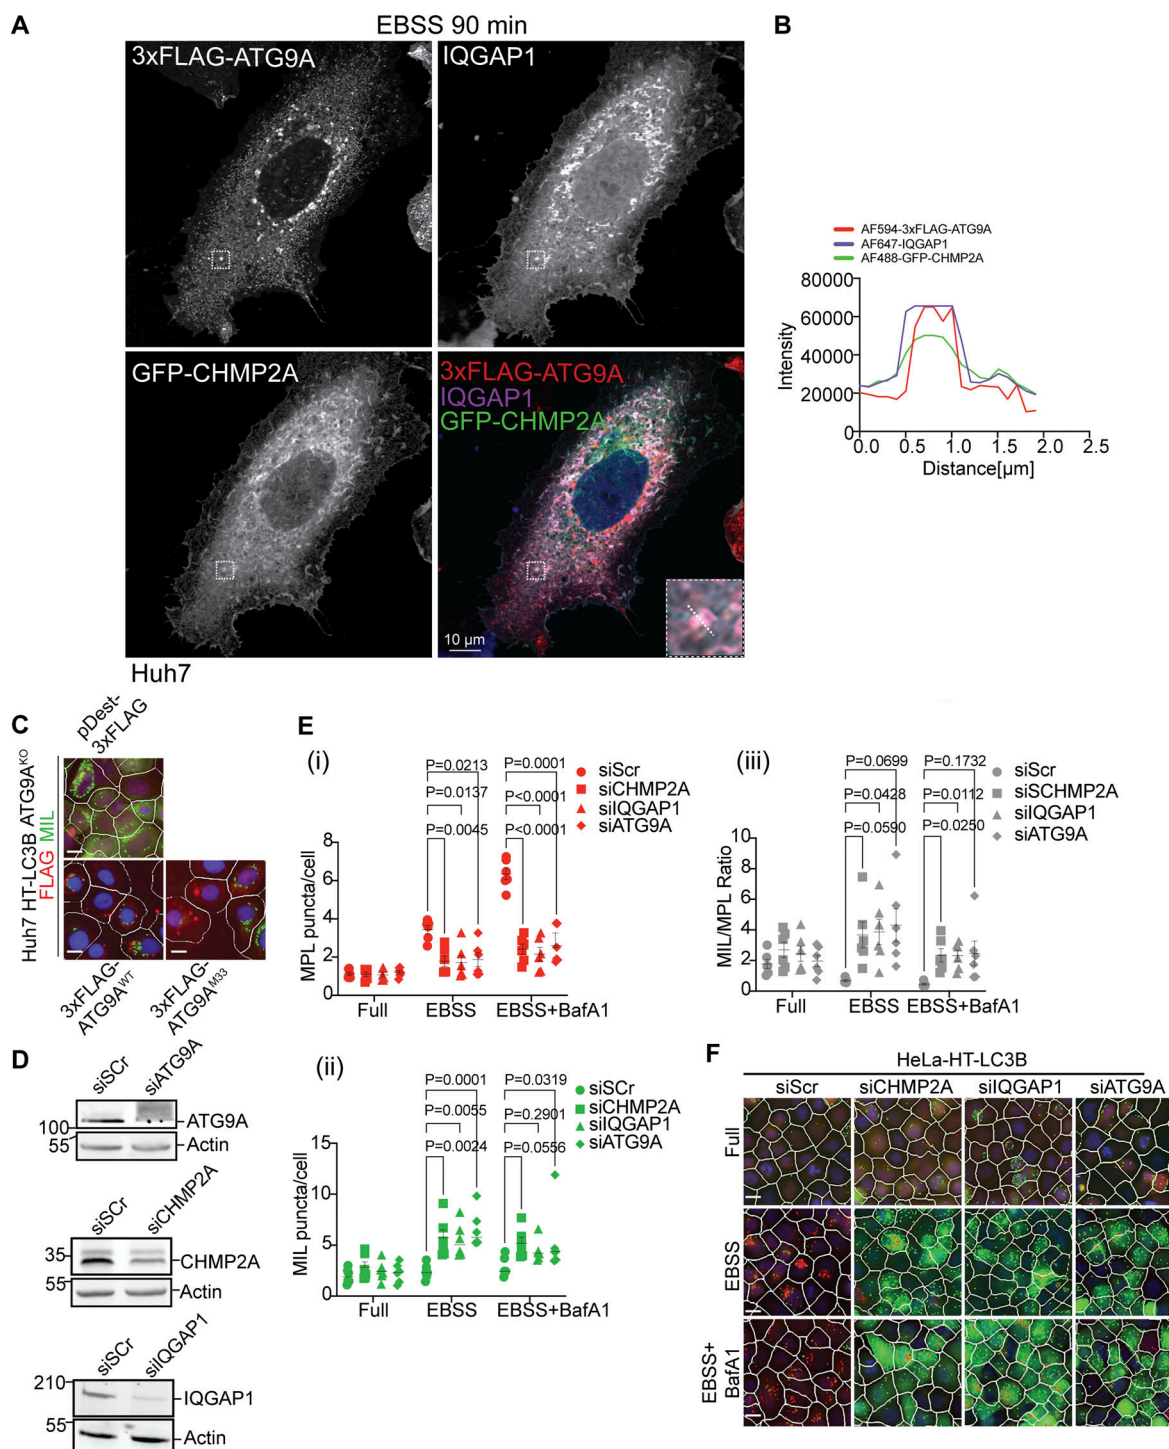 A
EBSS 90 min
3xFLAG-ATG9A
IQGAP1
GFP-CHMP2A
3xFLAG-ATG9A
IQGAP1
GFP-CHMP2A
10 µm
Huh7
B
AF594-3xFLAG-ATG9A
AF647-IQGAP1
AF488-GFP-CHMP2A
Intensity
80000
60000
40000
20000
0
0.0 0.5 1.0 1.5 2.0 2.5
Distance[µm]
C
Huh7 HT-LC3B ATG9AKO
FLAG MIL
pDest-
3xFLAG
3xFLAG-
ATG9AWT
3xFLAG-
ATG9AM33
D
siSCr
siATG9A
100
ATG9A
55
Actin
siSCr
siCHMP2A
35
CHMP2A
55
Actin
siSCr
siIQGAP1
210
IQGAP1
55
Actin
E
(i)
P=0.0213
P=0.0137
P=0.0045
P=0.0001
P<0.0001
P<0.0001
siScr
siCHMP2A
siIQGAP1
siATG9A
MPL puncta/cell
8
6
4
2
0
Full EBSS EBSS+BafA1
(ii)
P=0.0001
P=0.0055
P=0.0024
P=0.0319
P=0.2901
P=0.0556
siSCr
siCHMP2A
siIQGAP1
siATG9A
MIL puncta/cell
15
10
5
0
Full EBSS EBSS+BafA1
(iii)
P=0.0699
P=0.0428
P=0.0590
P=0.1732
P=0.0112
P=0.0250
siScr
siSCHMP2A
siIQGAP1
siATG9A
MIL/MPL Ratio
10
8
6
4
2
0
Full EBSS EBSS+BafA1
F
HeLa-HT-LC3B
siScr siCHMP2A siIQGAP1 siATG9A
Full
EBSS
EBSS+
BafA1